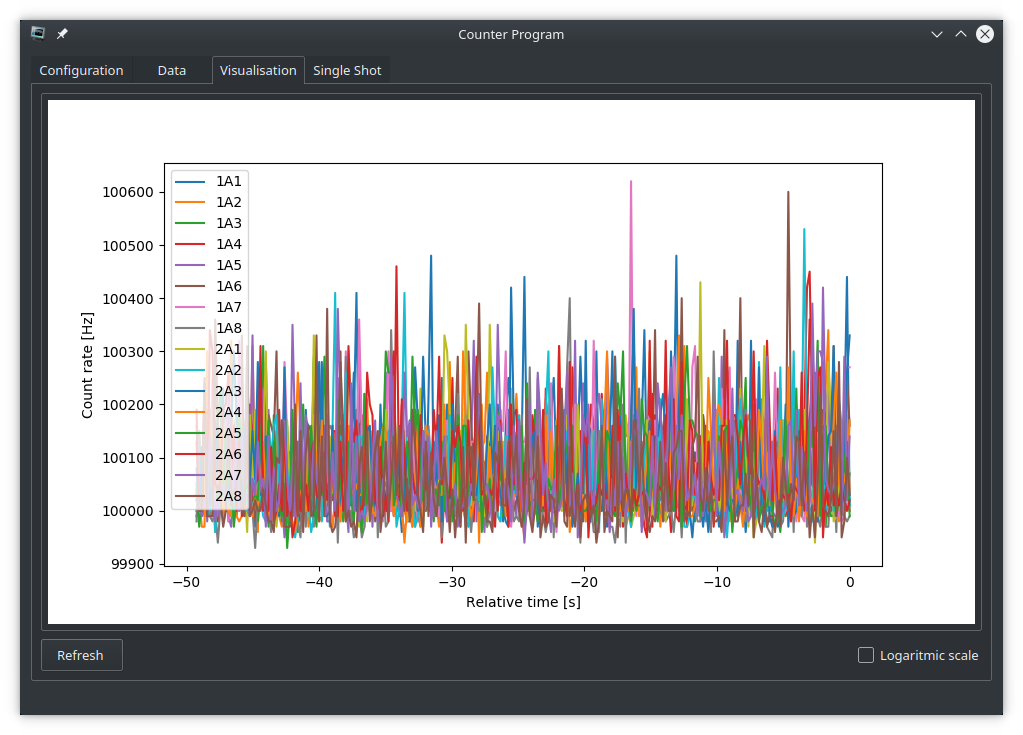 Counter Program
Configuration Data Visualisation Single Shot
1A1
1A2
1A3
1A4
1A5
1A6
1A7
1A8
2A1
2A2
2A3
2A4
2A5
2A6
2A7
2A8
100600
100500
100400
100300
100200
100100
100000
99900
Count rate [Hz]
−50 −40 −30 −20 −10 0
Relative time [s]
Refresh
Logaritmic scale